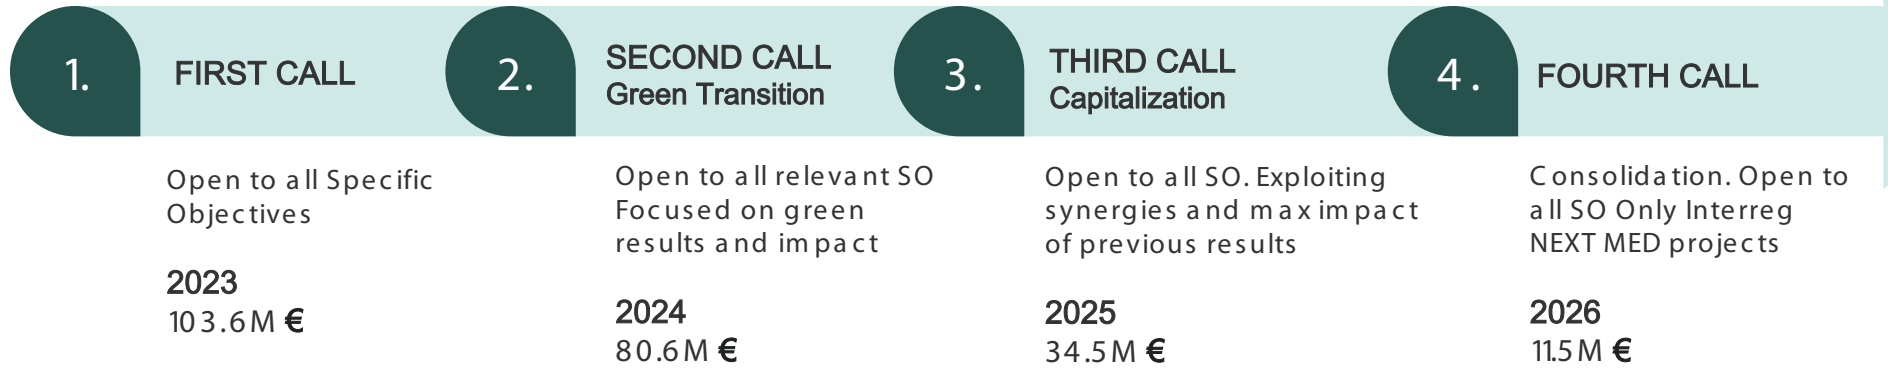 1.
FIRST CALL
Open to all Specific
Objectives
2023
103.6M €
2.
SECOND CALL
Green Transition
Open to all relevant SO
Focused on green
results and impact
2024
80.6M €
3.
THIRD CALL
Capitalization
Open to all SO. Exploiting
synergies and max impact
of previous results
2025
34.5M €
4.
FOURTH CALL
Consolidation. Open to
all SO Only Interreg
NEXT MED projects
2026
11.5M €